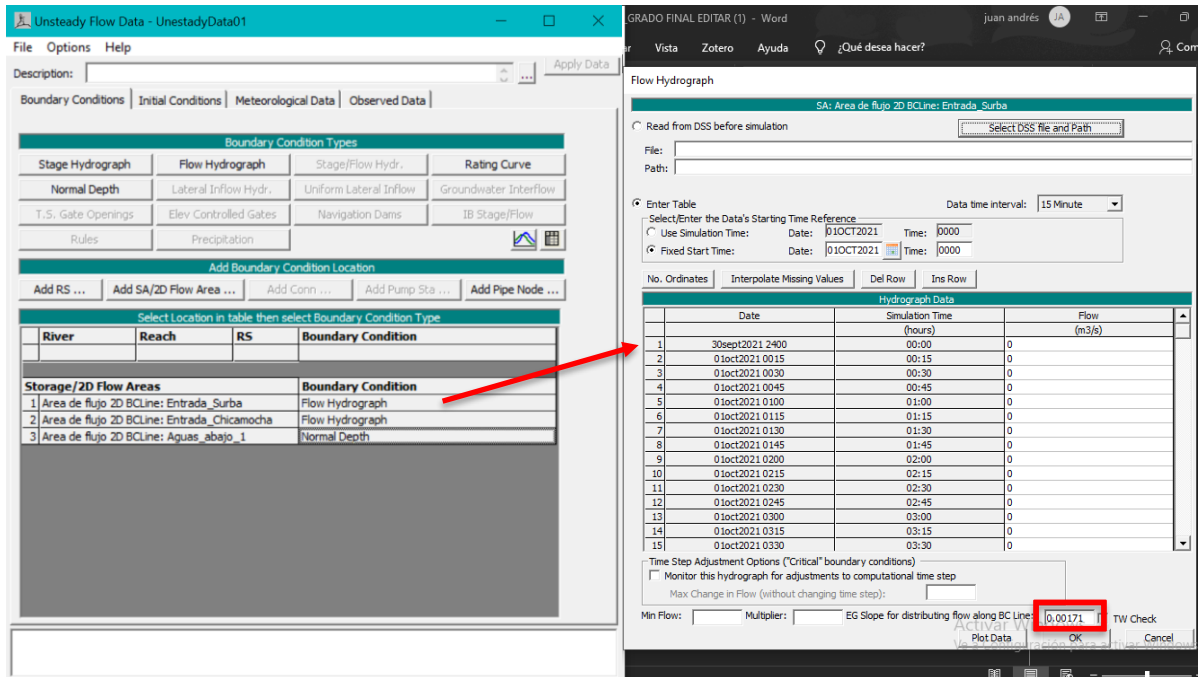 Unsteady Flow Data - UnestadyData01
File Options Help
Description:
...
Apply Data
Boundary Conditions Initial Conditions Meteorological Data Observed Data
Boundary Condition Types
Stage Hydrograph Flow Hydrograph Stage/Flow Hydr. Rating Curve
Normal Depth Lateral Inflow Hydr. Uniform Lateral Inflow Groundwater Interflow
T.S. Gate Openings Elev Controlled Gates Navigation Dams IB Stage/Flow
Rules Precipitation
Add Boundary Condition Location
Add RS ... Add SA/2D Flow Area ... Add Conn ... Add Pump Sta ... Add Pipe Node ...
Select Location in table then select Boundary Condition Type
River Reach RS Boundary Condition
Storage/2D Flow Areas Boundary Condition
1 Area de flujo 2D BCLine: Entrada_Surba Flow Hydrograph
2 Area de flujo 2D BCLine: Entrada_Chicamocha Flow Hydrograph
3 Area de flujo 2D BCLine: Aguas_abajo_1 Normal Depth
GRADO FINAL EDITAR (1) - Word juan andrés JA
ar Vista Zotero Ayuda ¿Qué desea hacer? Com
Flow Hydrograph
SA: Area de flujo 2D BCLine: Entrada_Surba
Read from DSS before simulation Select DSS file and Path
File:
Path:
Enter Table Data time interval: 15 Minute
Select/Enter the Data's Starting Time Reference
Use Simulation Time: Date: 01OCT2021 Time: 0000
Fixed Start Time: Date: 01OCT2021 Time: 0000
No. Ordinates Interpolate Missing Values Del Row Ins Row
Hydrograph Data
Date Simulation Time Flow
(hours) (m3/s)
1 30sept2021 2400 00:00 0
2 01oct2021 0015 00:15 0
3 01oct2021 0030 00:30 0
4 01oct2021 0045 00:45 0
5 01oct2021 0100 01:00 0
6 01oct2021 0115 01:15 0
7 01oct2021 0130 01:30 0
8 01oct2021 0145 01:45 0
9 01oct2021 0200 02:00 0
10 01oct2021 0215 02:15 0
11 01oct2021 0230 02:30 0
12 01oct2021 0245 02:45 0
13 01oct2021 0300 03:00 0
14 01oct2021 0315 03:15 0
15 01oct2021 0330 03:30 0
Time Step Adjustment Options ("Critical" boundary conditions)
Monitor this hydrograph for adjustments to computational time step
Max Change in Flow (without changing time step):
Min Flow: Multiplier: EG Slope for distributing flow along BC Line: 0.00171 TW Check
Activar
Plot Data OK Cancel